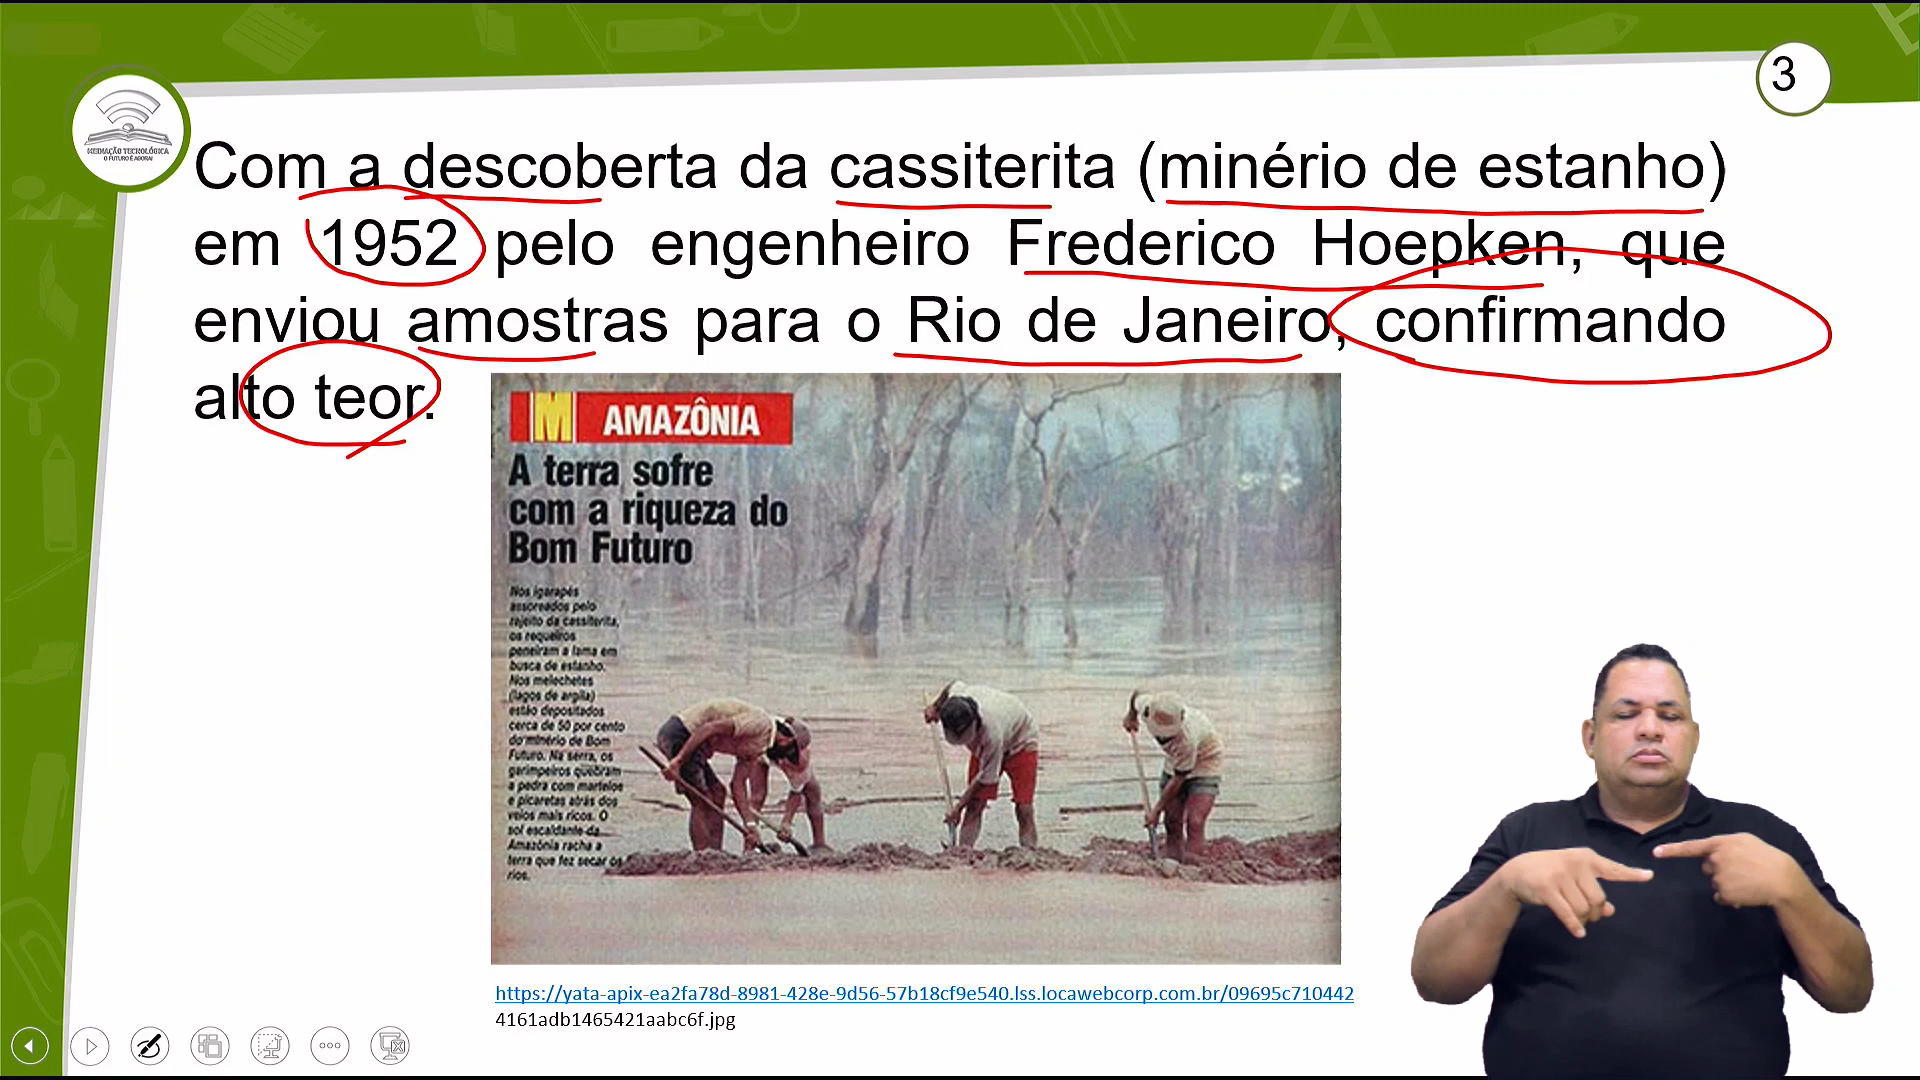 3
MEDIAÇÃO TECNOLÓGICA
O FUTURO É AGORA!
Com a descoberta da cassiterita (minério de estanho)
em 1952 pelo engenheiro Frederico Hoepken, que
enviou amostras para o Rio de Janeiro, confirmando
alto teor.
M AMAZÔNIA
A terra sofre
com a riqueza do
Bom Futuro
Nos igarapés
assoreados pelo
rejeito da cassiterita,
os requeiros
peneiram a lama em
busca de estanho.
Nos melechetes
(lagos de argila)
estão depositados
cerca de 50 por cento
do minério de Bom
Futuro. Na serra, os
garimpeiros quebram
a pedra com martelos
e picaretas atrás dos
veios mais ricos. O
sol escaldante da
Amazônia racha a
terra que fez secar os
rios.
https://yata-apix-ea2fa78d-8981-428e-9d56-57b18cf9e540.lss.locawebcorp.com.br/09695c710442
4161adb1465421aabc6f.jpg